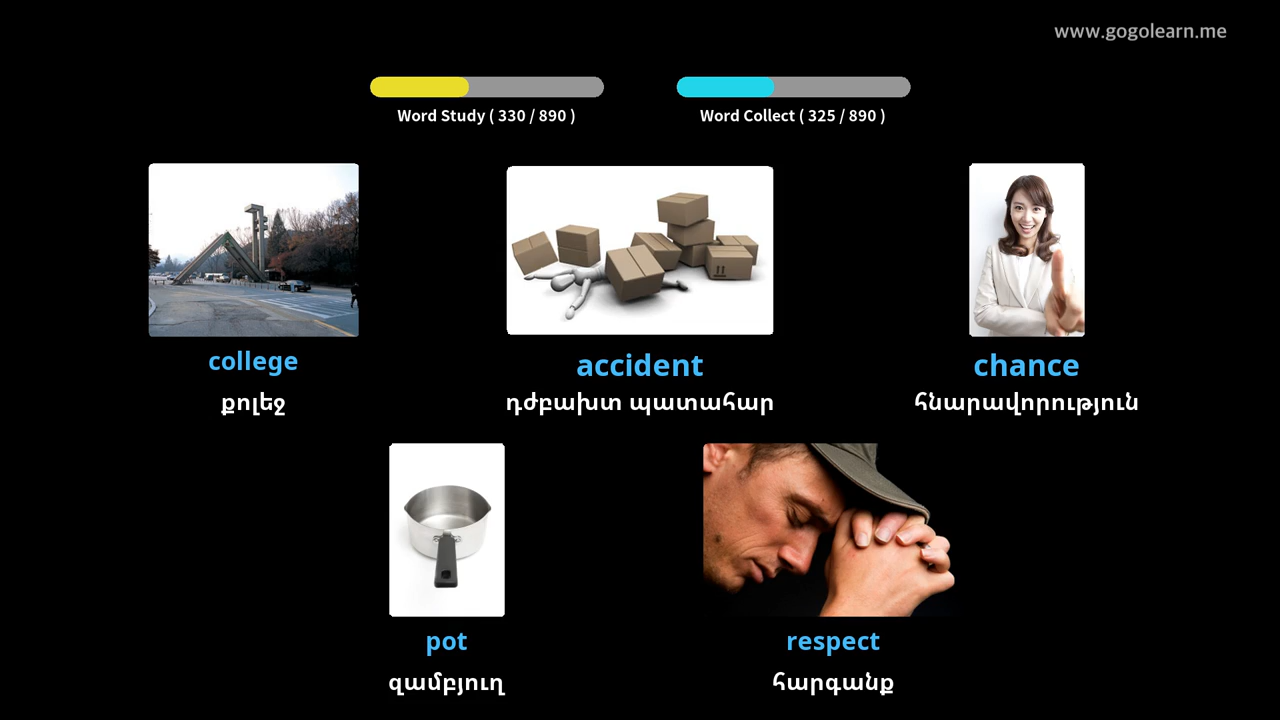 www.gogolearn.me
Word Study ( 330 / 890 )
Word Collect ( 325 / 890 )
college
քոլեջ
accident
դժբախտ պատահար
chance
հնարավորություն
pot
զամբյուղ
respect
հարգանք